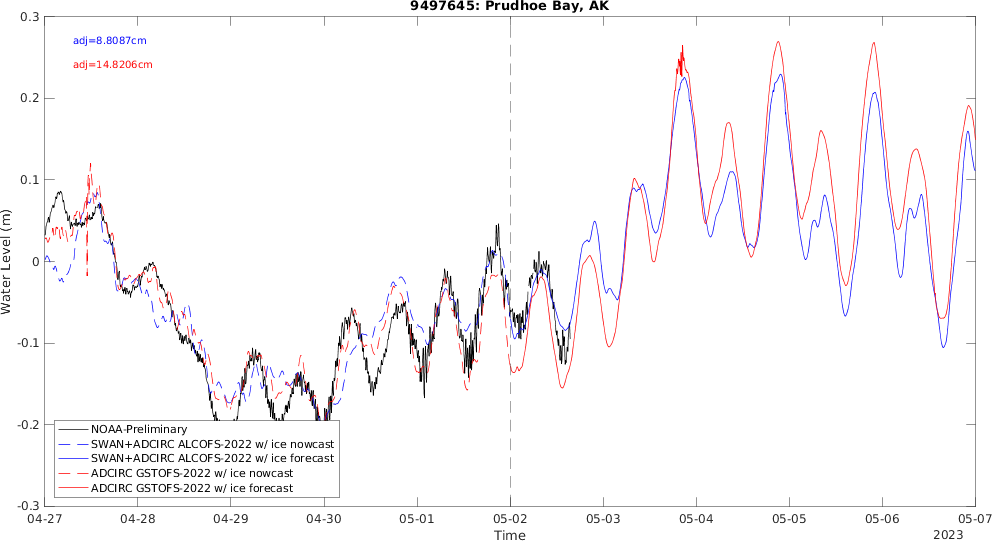 9497645: Prudhoe Bay, AK
0.3
adj=8.8087cm
adj=14.8206cm
0.2
0.1
0
-0.1
-0.2
-0.3
Water Level (m)
NOAA-Preliminary
SWAN+ADCIRC ALCOFS-2022 w/ ice nowcast
SWAN+ADCIRC ALCOFS-2022 w/ ice forecast
ADCIRC GSTOFS-2022 w/ ice nowcast
ADCIRC GSTOFS-2022 w/ ice forecast
04-27 04-28 04-29 04-30 05-01 05-02 05-03 05-04 05-05 05-06 05-07
Time
2023